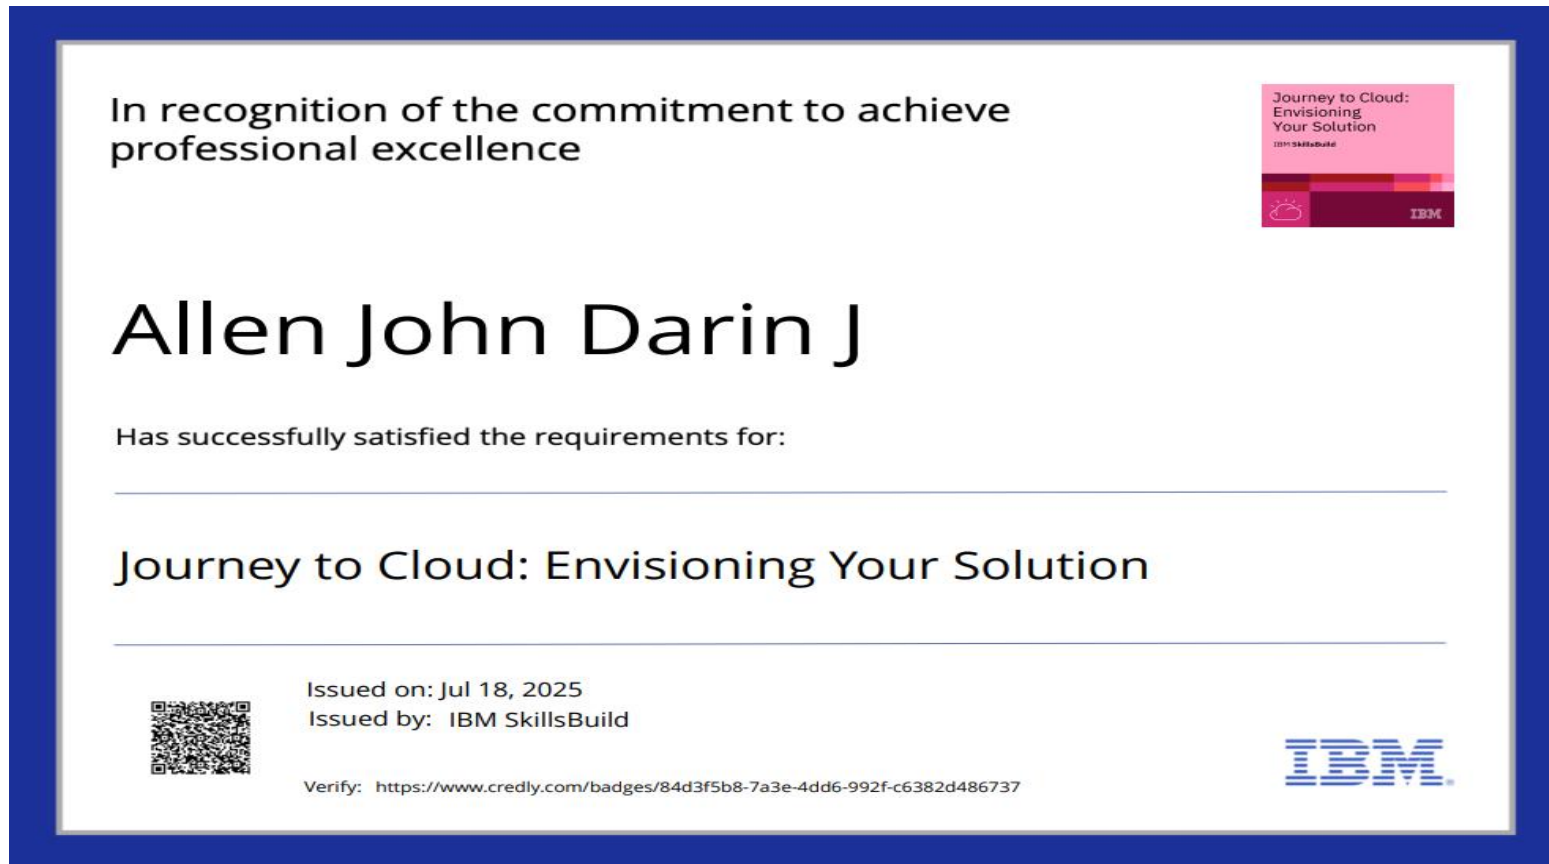 In recognition of the commitment to achieve
professional excellence
Journey to Cloud:
Envisioning
Your Solution
IBM SkillsBuild
IBM
Allen John Darin J
Has successfully satisfied the requirements for:
Journey to Cloud: Envisioning Your Solution
Issued on: Jul 18, 2025
Issued by: IBM SkillsBuild
Verify: https://www.credly.com/badges/84d3f5b8-7a3e-4dd6-992f-c6382d486737
IBM.